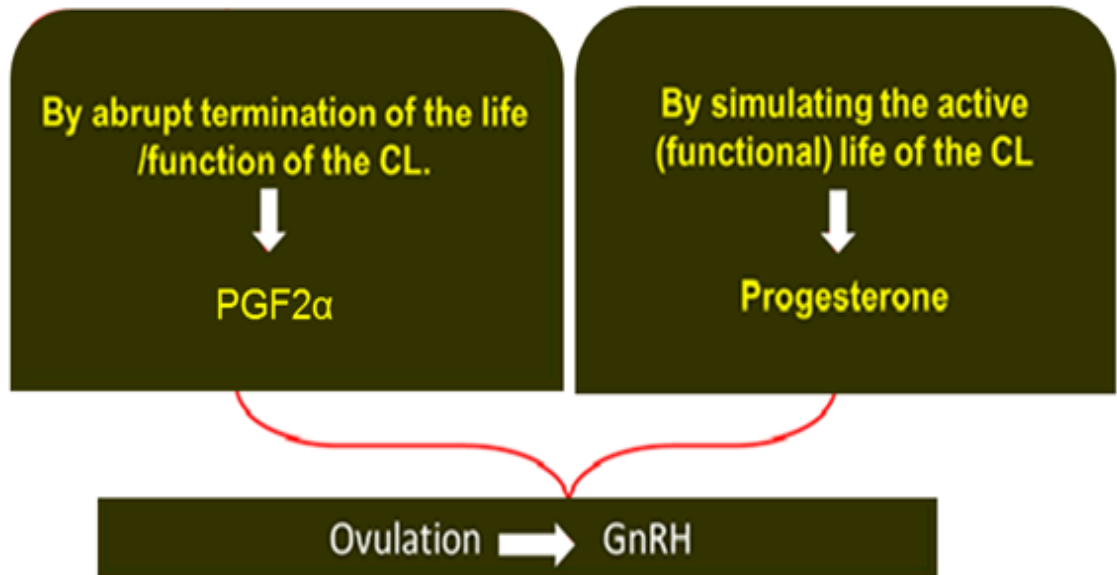 By abrupt termination of the life
/function of the CL.
PGF2α
By simulating the active
(functional) life of the CL
Progesterone
Ovulation GnRH